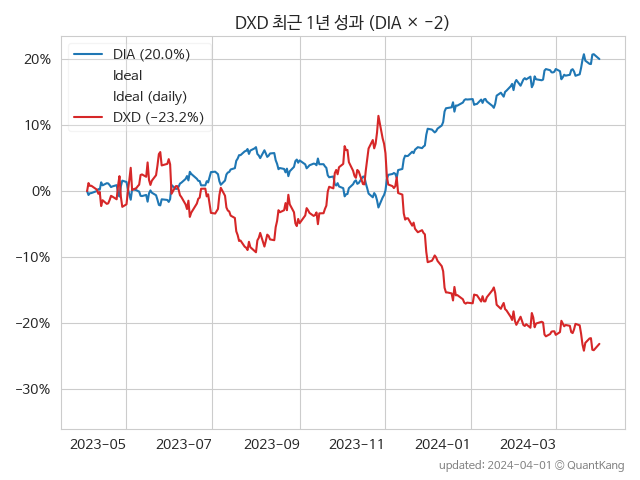 DXD 최근 1년 성과 (DIA × −2)
DIA (20.0%)
Ideal
Ideal (daily)
DXD (−23.2%)
20%
10%
0%
−10%
−20%
−30%
2023-05
2023-07
2023-09
2023-11
2024-01
2024-03
updated: 2024-04-01 © QuantKang